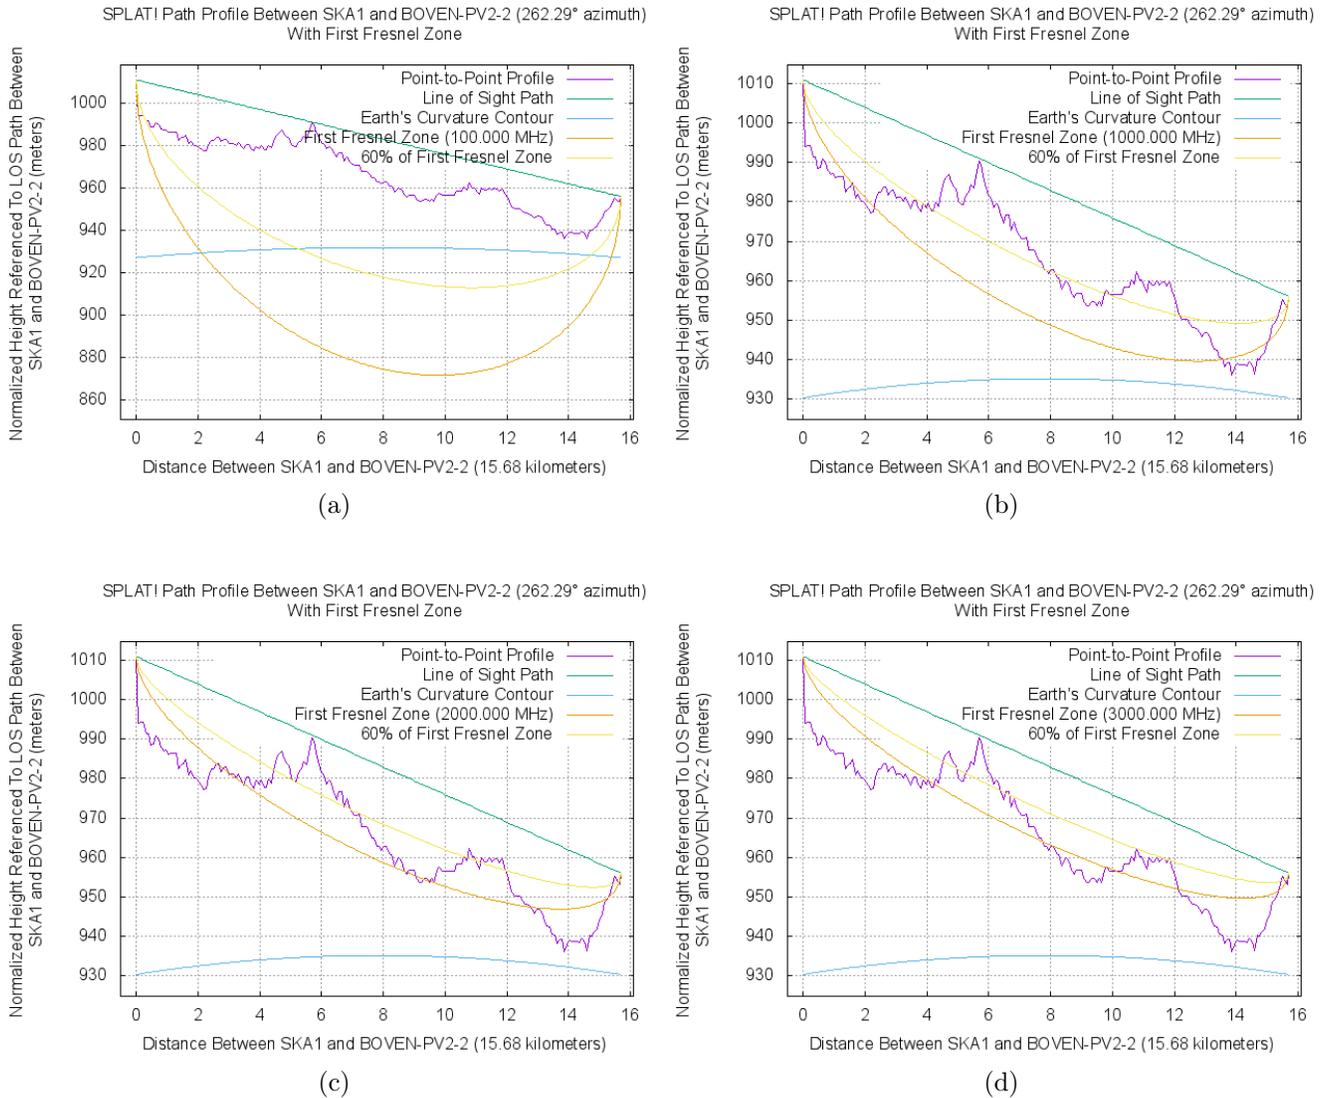 SPLAT! Path Profile Between SKA1 and BOVEN-PV2-2 (262.29° azimuth)
With First Fresnel Zone
Normalized Height Referenced To LOS Path Between
SKA1 and BOVEN-PV2-2 (meters)
Point-to-Point Profile
Line of Sight Path
Earth's Curvature Contour
First Fresnel Zone (100.000 MHz)
60% of First Fresnel Zone
1000
980
960
940
920
900
880
860
0 2 4 6 8 10 12 14 16
Distance Between SKA1 and BOVEN-PV2-2 (15.68 kilometers)
(a)
SPLAT! Path Profile Between SKA1 and BOVEN-PV2-2 (262.29° azimuth)
With First Fresnel Zone
Normalized Height Referenced To LOS Path Between
SKA1 and BOVEN-PV2-2 (meters)
Point-to-Point Profile
Line of Sight Path
Earth's Curvature Contour
First Fresnel Zone (1000.000 MHz)
60% of First Fresnel Zone
1010
1000
990
980
970
960
950
940
930
0 2 4 6 8 10 12 14 16
Distance Between SKA1 and BOVEN-PV2-2 (15.68 kilometers)
(b)
SPLAT! Path Profile Between SKA1 and BOVEN-PV2-2 (262.29° azimuth)
With First Fresnel Zone
Normalized Height Referenced To LOS Path Between
SKA1 and BOVEN-PV2-2 (meters)
Point-to-Point Profile
Line of Sight Path
Earth's Curvature Contour
First Fresnel Zone (2000.000 MHz)
60% of First Fresnel Zone
1010
1000
990
980
970
960
950
940
930
0 2 4 6 8 10 12 14 16
Distance Between SKA1 and BOVEN-PV2-2 (15.68 kilometers)
(c)
SPLAT! Path Profile Between SKA1 and BOVEN-PV2-2 (262.29° azimuth)
With First Fresnel Zone
Normalized Height Referenced To LOS Path Between
SKA1 and BOVEN-PV2-2 (meters)
Point-to-Point Profile
Line of Sight Path
Earth's Curvature Contour
First Fresnel Zone (3000.000 MHz)
60% of First Fresnel Zone
1010
1000
990
980
970
960
950
940
930
0 2 4 6 8 10 12 14 16
Distance Between SKA1 and BOVEN-PV2-2 (15.68 kilometers)
(d)